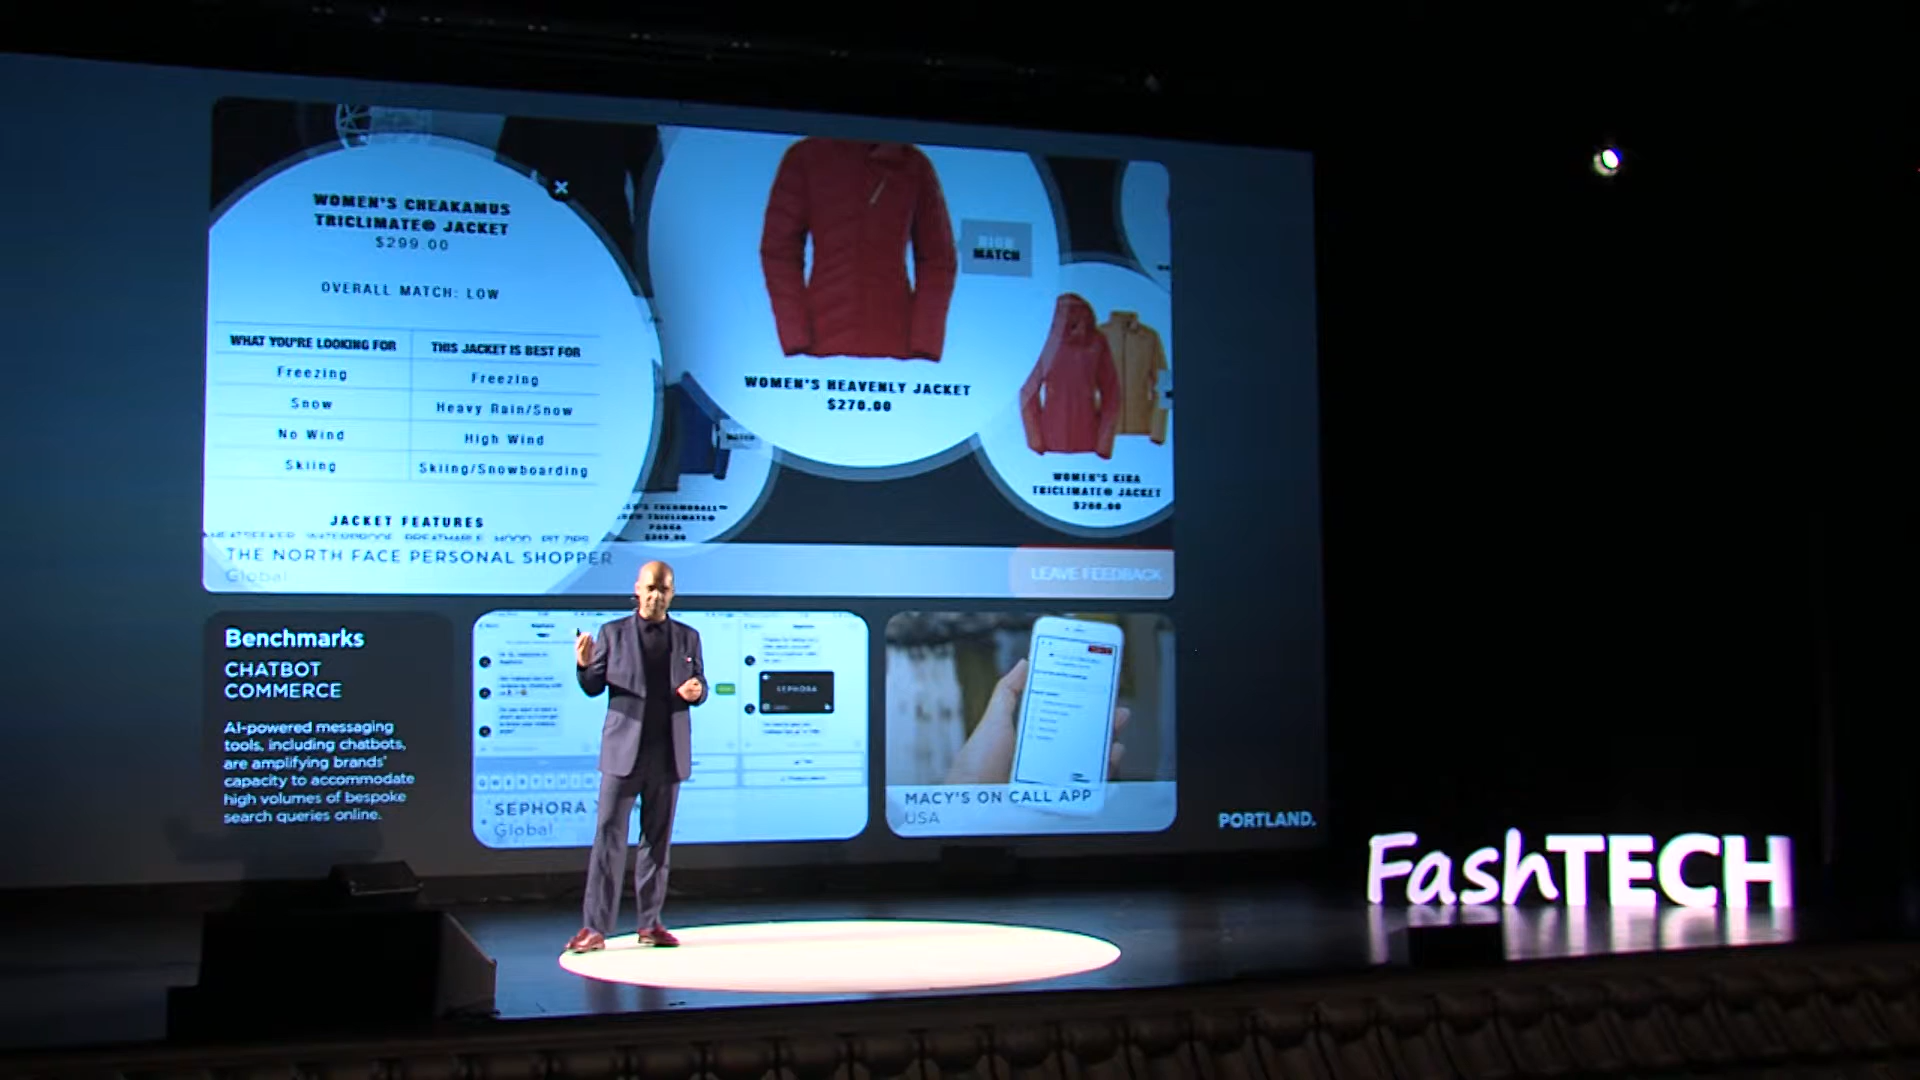 WOMEN'S CHEAKAMUS
TRICLIMATE® JACKET
$299.00
OVERALL MATCH: LOW
WHAT YOU'RE LOOKING FOR
THIS JACKET IS BEST FOR
Freezing
Freezing
Snow
Heavy Rain/Snow
No Wind
High Wind
Skiing
Skiing/Snowboarding
JACKET FEATURES
THE NORTH FACE PERSONAL SHOPPER
Global
HIGH
MATCH
WOMEN'S HEAVENLY JACKET
$270.00
MATCH
PARKA
WOMEN'S KIRA
TRICLIMATE® JACKET
$260.00
LEAVE FEEDBACK
Benchmarks
CHATBOT
COMMERCE
AI-powered messaging
tools, including chatbots,
are amplifying brands'
capacity to accommodate
high volumes of bespoke
search queries online.
SEPHORA
SEPHORA
Global
MACY'S ON CALL APP
USA
PORTLAND.
FashTECH